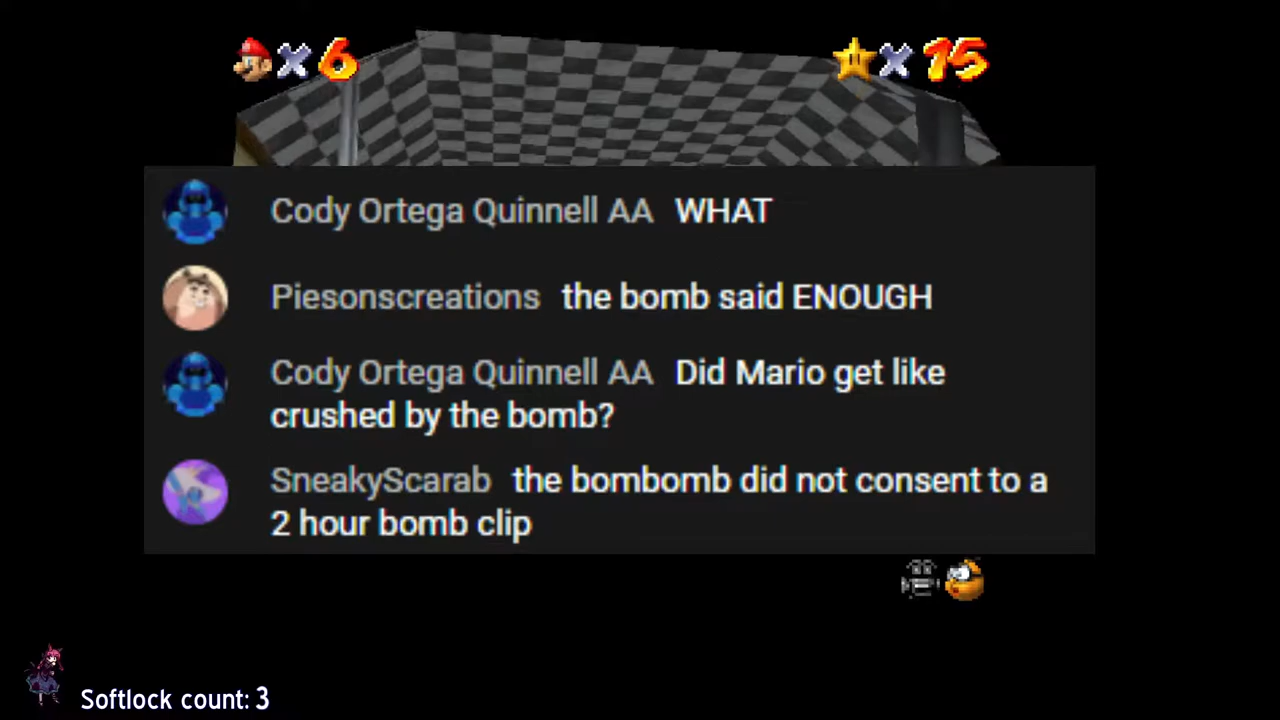 × 6 × 15
Cody Ortega Quinnell AA WHAT
Piesonscreations the bomb said ENOUGH
Cody Ortega Quinnell AA Did Mario get like
crushed by the bomb?
SneakyScarab the bombomb did not consent to a
2 hour bomb clip
Softlock count: 3